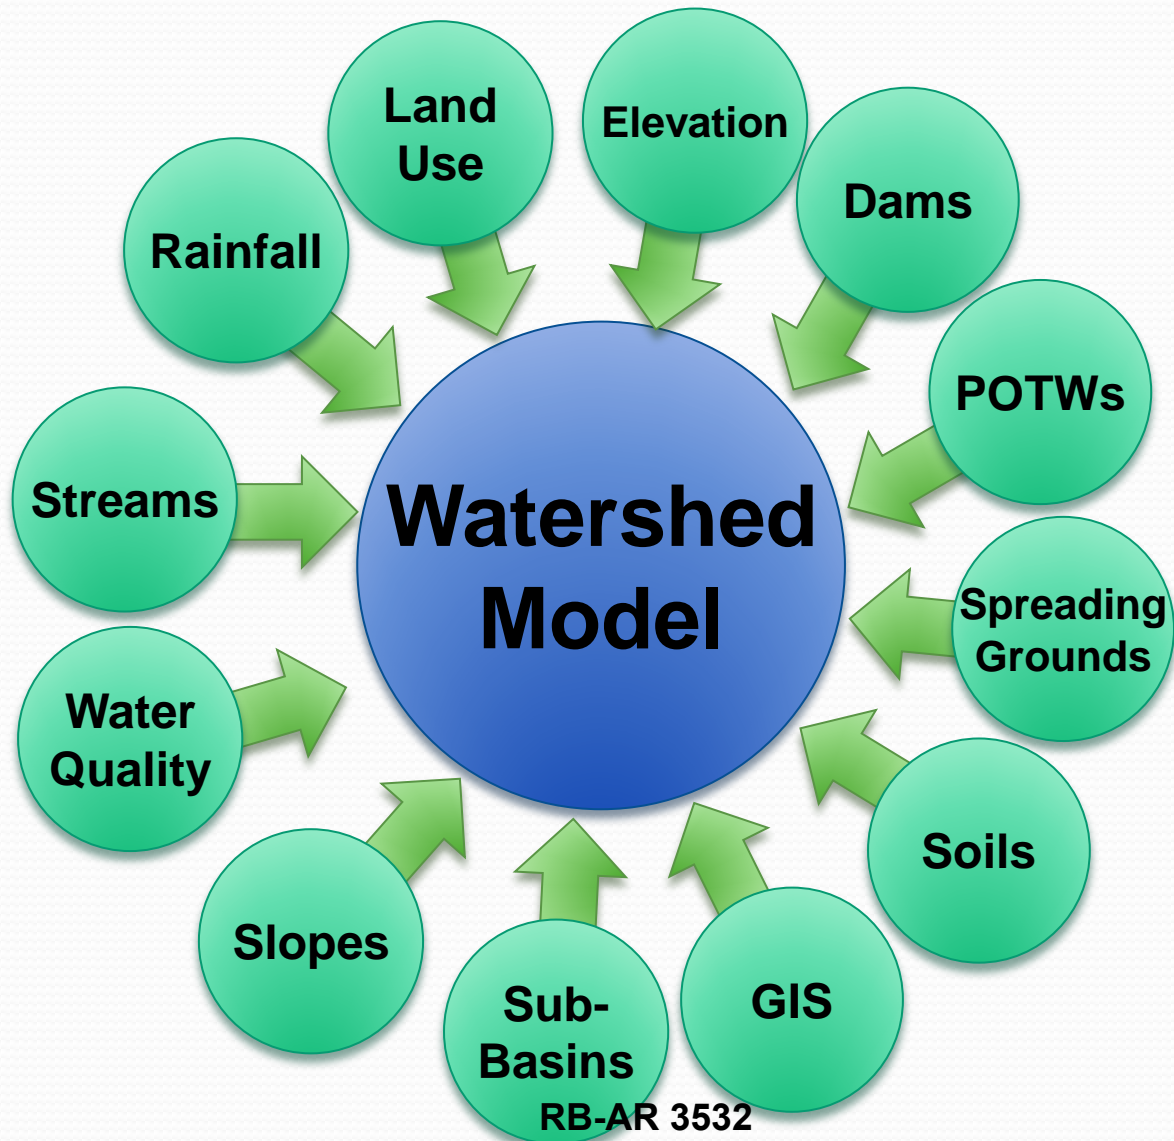 Land
Use
Elevation
Dams
Rainfall
POTWs
Streams
Watershed
Model
Spreading
Grounds
Water
Quality
Soils
Slopes
GIS
Sub-
Basins
RB-AR 3532